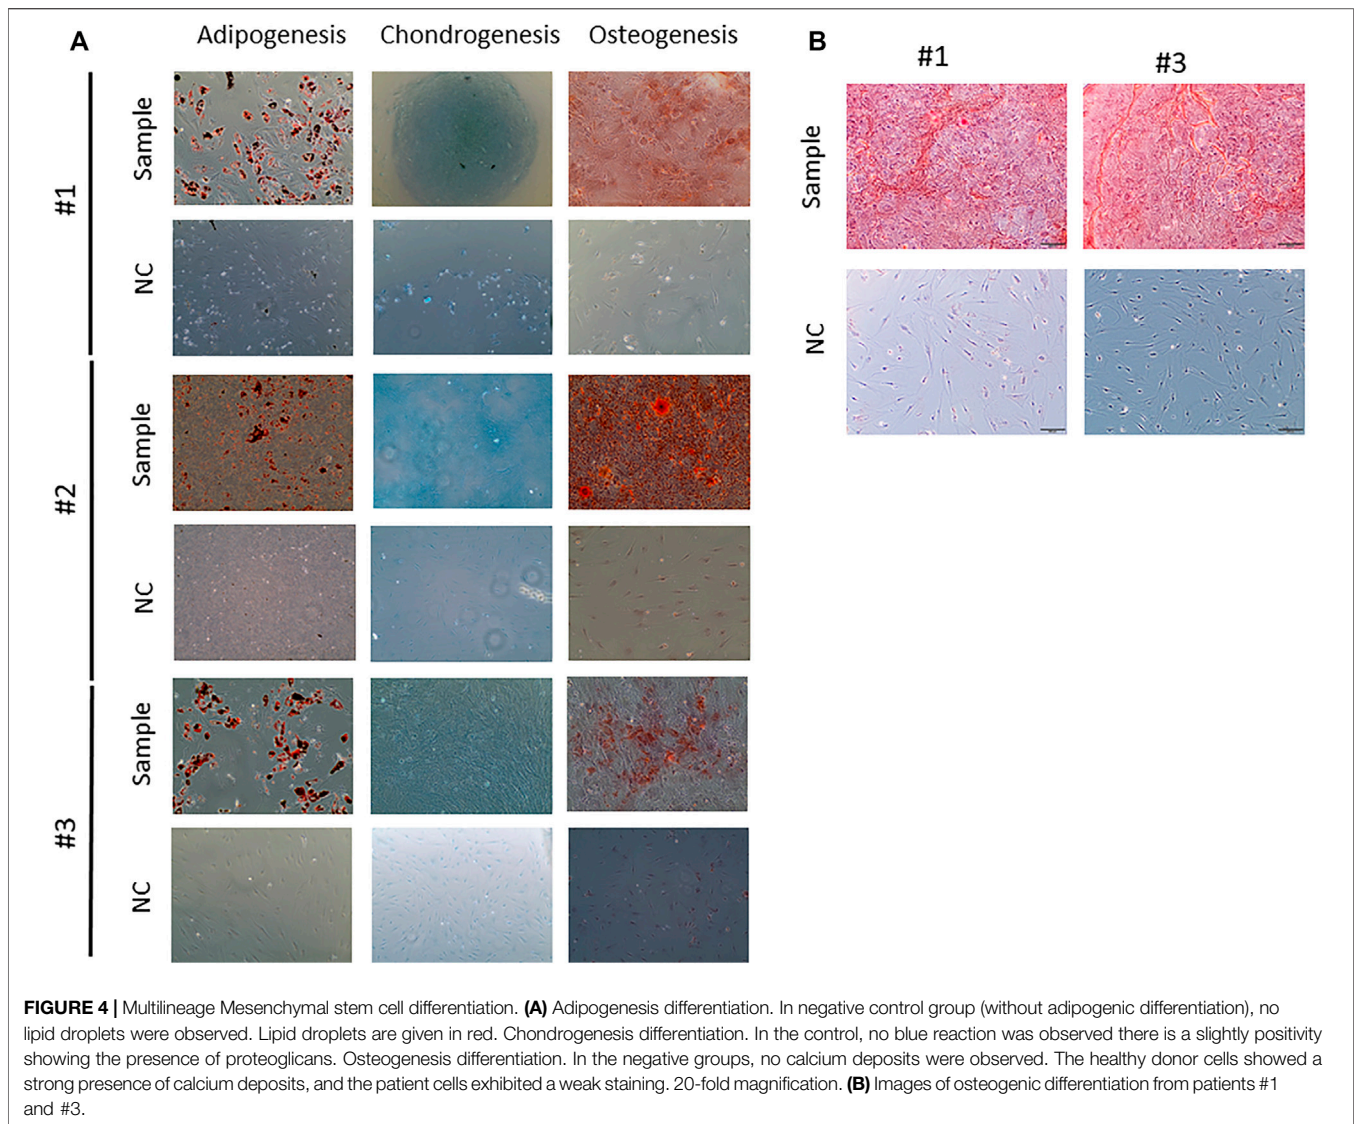 A
Adipogenesis Chondrogenesis Osteogenesis
#1
Sample
NC
#2
Sample
NC
#3
Sample
NC
B
#1 #3
Sample
NC
FIGURE 4 | Multilineage Mesenchymal stem cell differentiation. (A) Adipogenesis differentiation. In negative control group (without adipogenic differentiation), no
lipid droplets were observed. Lipid droplets are given in red. Chondrogenesis differentiation. In the control, no blue reaction was observed there is a slightly positivity
showing the presence of proteoglicans. Osteogenesis differentiation. In the negative groups, no calcium deposits were observed. The healthy donor cells showed a
strong presence of calcium deposits, and the patient cells exhibited a weak staining. 20-fold magnification. (B) Images of osteogenic differentiation from patients #1
and #3.